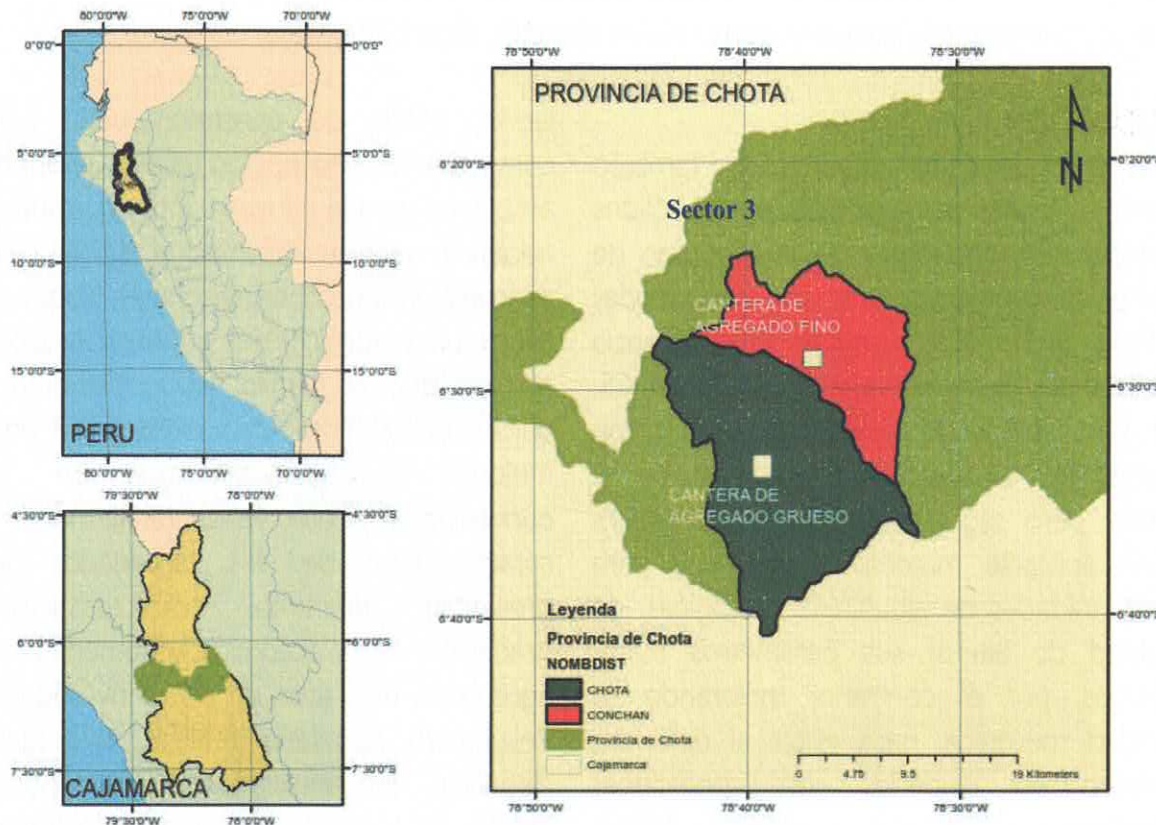 80°0'0"W 75°0'0"W 70°0'0"W
0°0'0" 0°0'0"
5°0'0"S 5°0'0"S
10°0'0"S 10°0'0"S
15°0'0"S 15°0'0"S
PERU
80°0'0"W 75°0'0"W 70°0'0"W
79°30'0"W 78°0'0"W
4°30'0"S 4°30'0"S
6°0'0"S 6°0'0"S
7°30'0"S 7°30'0"S
CAJAMARCA
79°30'0"W 78°0'0"W
78°50'0"W 78°40'0"W 78°30'0"W
PROVINCIA DE CHOTA
N
6°20'0"S 6°20'0"S
Sector 3
CANTERA DE
AGREGADO FINO
6°30'0"S 6°30'0"S
CANTERA DE
AGREGADO GRUESO
6°40'0"S 6°40'0"S
Leyenda
Provincia de Chota
NOMBDIST
CHOTA
CONCHAN
Provincia de Chota
Cajamarca
0 4.75 9.5 19 Kilometers
78°50'0"W 78°40'0"W 78°30'0"W